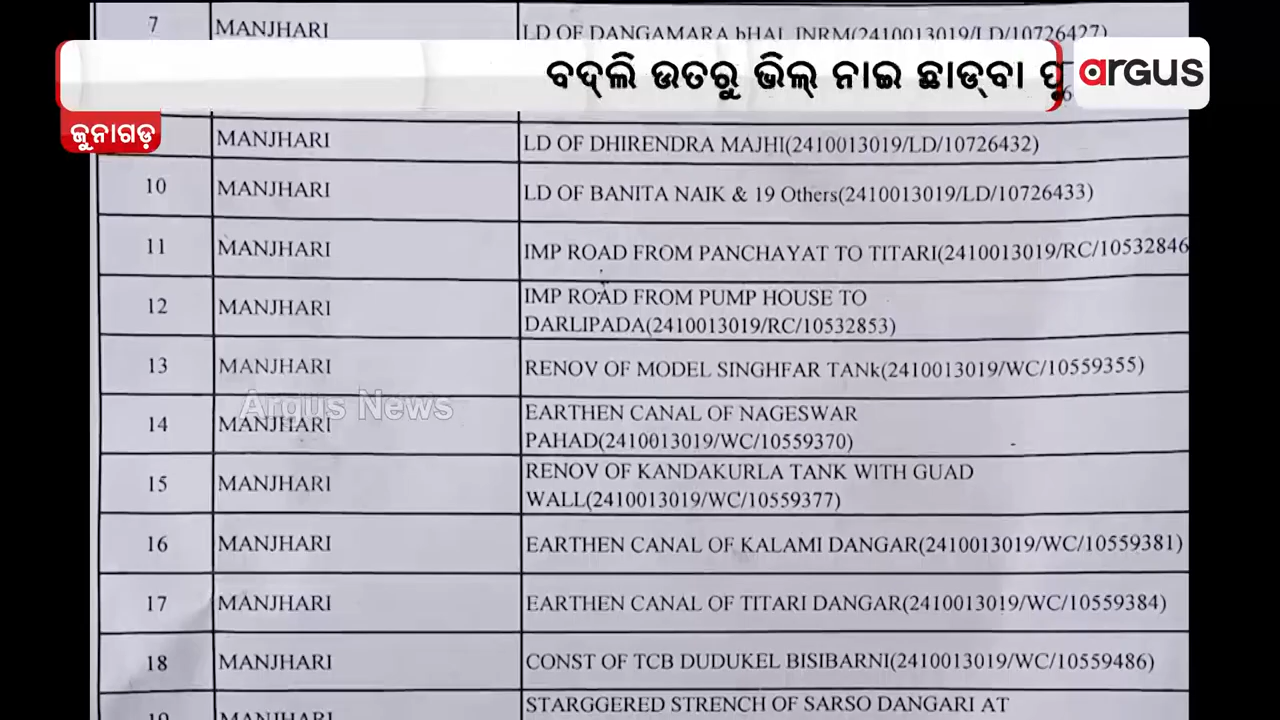 7 MANJHARI LD OF DANGAMARA bHAL INRM(2410013019/LD/10726427)
ବଦ୍‌ଲି ଉତରୁ ଭିଲ୍ ନାଇ ଛାଡ୍‌ବା ପୁ
argus
ଜୁନାଗଡ଼
MANJHARI LD OF DHIRENDRA MAJHI(2410013019/LD/10726432)
10 MANJHARI LD OF BANITA NAIK & 19 Others(2410013019/LD/10726433)
11 MANJHARI IMP ROAD FROM PANCHAYAT TO TITARI(2410013019/RC/10532846
12 MANJHARI IMP ROAD FROM PUMP HOUSE TO
DARLIPADA(2410013019/RC/10532853)
13 MANJHARI RENOV OF MODEL SINGHFAR TANk(2410013019/WC/10559355)
Argus News
14 MANJHARI EARTHEN CANAL OF NAGESWAR
PAHAD(2410013019/WC/10559370)
15 MANJHARI RENOV OF KANDAKURLA TANK WITH GUAD
WALL(2410013019/WC/10559377)
16 MANJHARI EARTHEN CANAL OF KALAMI DANGAR(2410013019/WC/10559381)
17 MANJHARI EARTHEN CANAL OF TITARI DANGAR(2410013019/WC/10559384)
18 MANJHARI CONST OF TCB DUDUKEL BISIBARNI(2410013019/WC/10559486)
19 MANJHARI STARGGERED STRENCH OF SARSO DANGARI AT